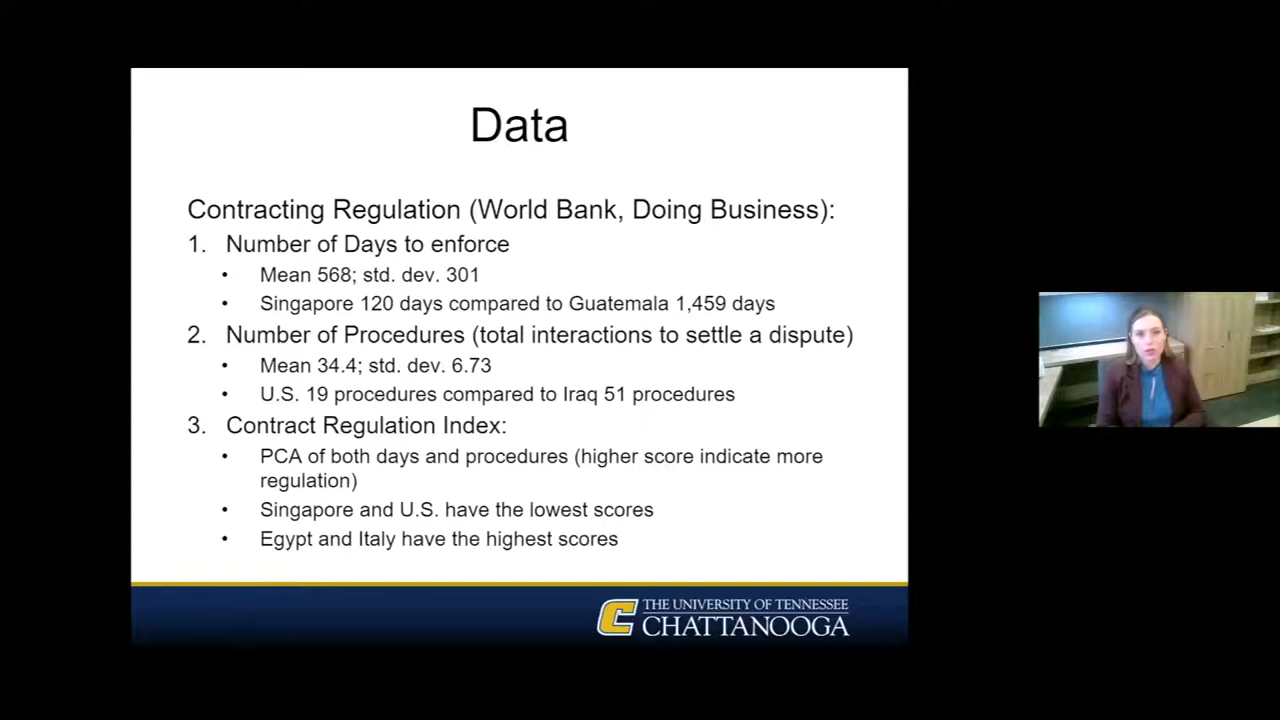 Data
Contracting Regulation (World Bank, Doing Business):
1. Number of Days to enforce
• Mean 568; std. dev. 301
• Singapore 120 days compared to Guatemala 1,459 days
2. Number of Procedures (total interactions to settle a dispute)
• Mean 34.4; std. dev. 6.73
• U.S. 19 procedures compared to Iraq 51 procedures
3. Contract Regulation Index:
• PCA of both days and procedures (higher score indicate more
regulation)
• Singapore and U.S. have the lowest scores
• Egypt and Italy have the highest scores
C THE UNIVERSITY OF TENNESSEE
CHATTANOOGA